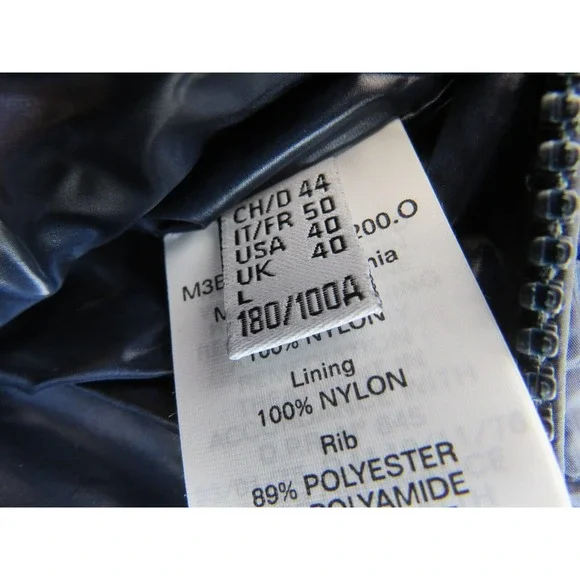 CH/D 44
IT/FR 50
USA 40
UK 40
L
180/100A
M3B
200.O
nia
100% NYLON
Lining
100% NYLON
Rib
89% POLYESTER
POLYAMIDE